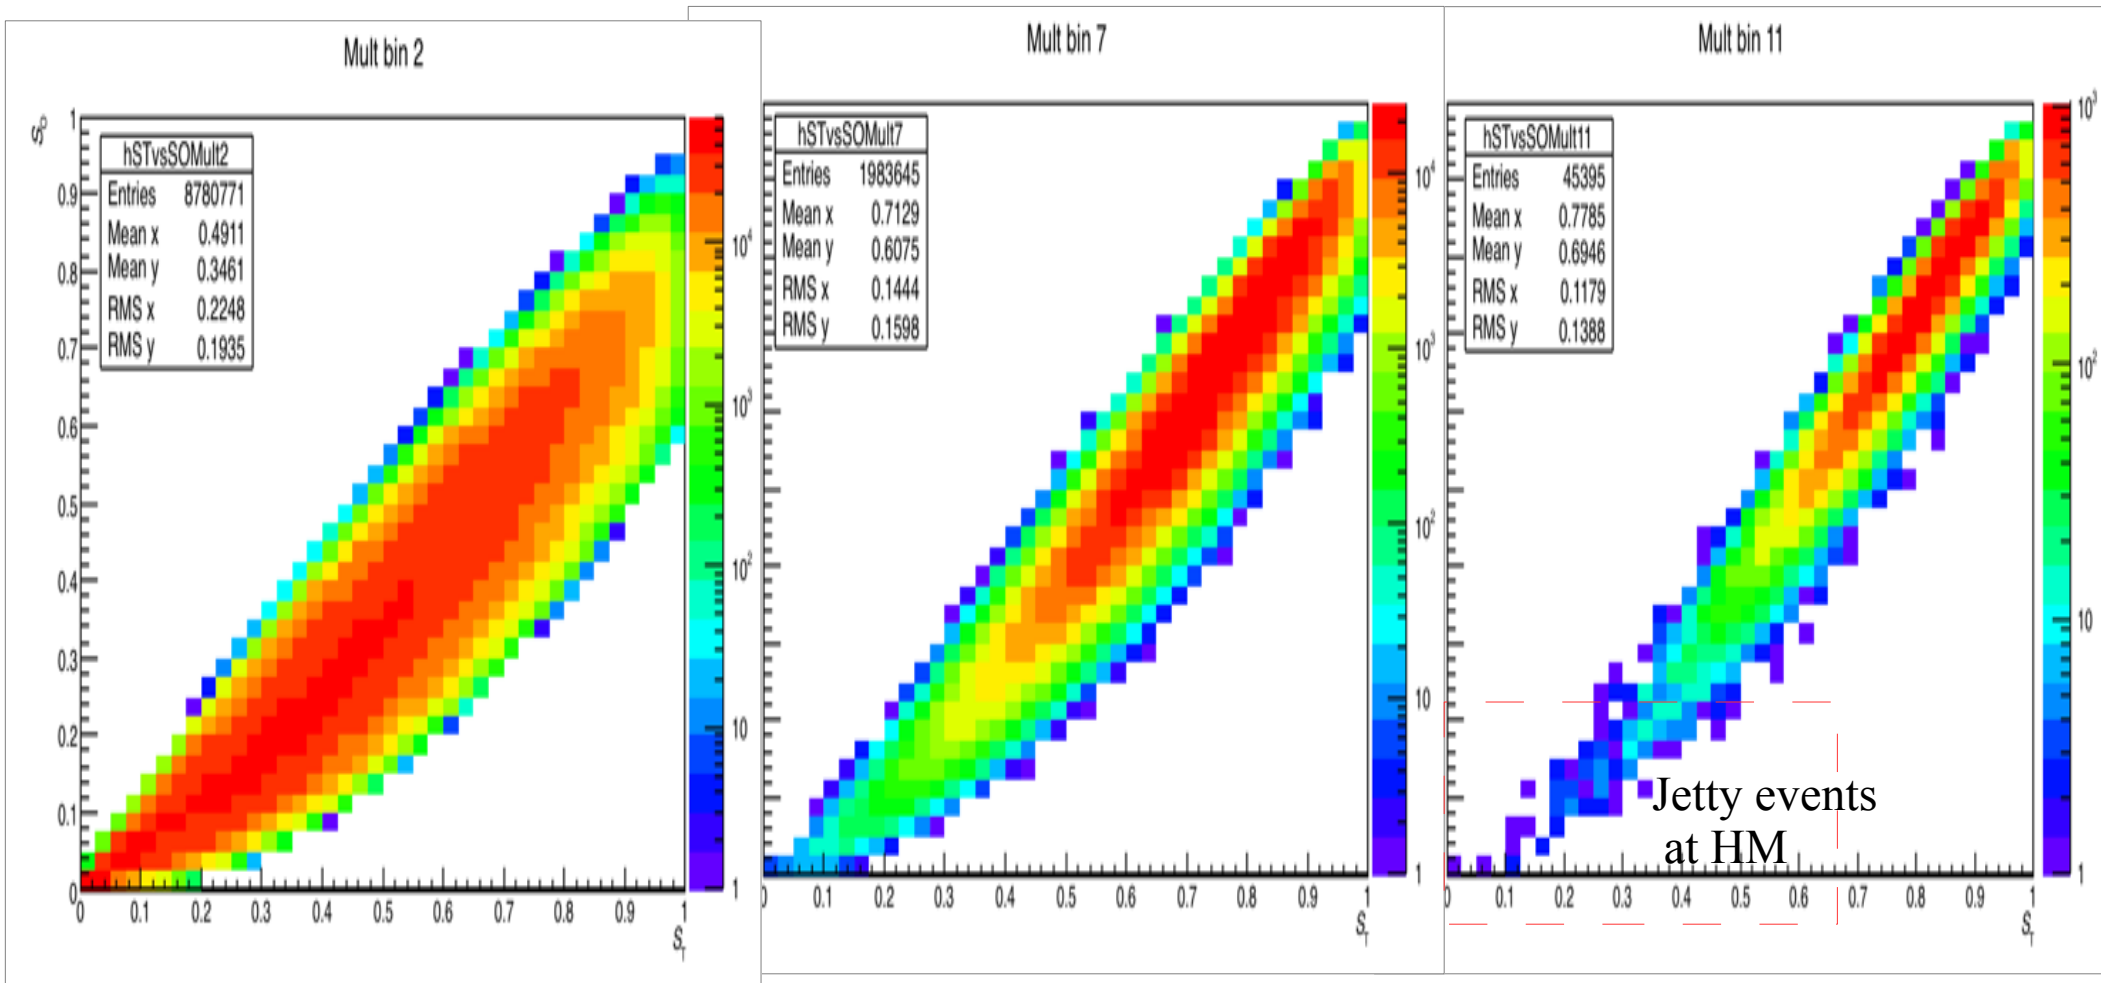 Mult bin 2
hSTvsSOMult2
Entries 8780771
Mean x 0.4911
Mean y 0.3461
RMS x 0.2248
RMS y 0.1935
S_O
1
0.9
0.8
0.7
0.6
0.5
0.4
0.3
0.2
0.1
0
0 0.1 0.2 0.3 0.4 0.5 0.6 0.7 0.8 0.9 1
S_T
10^4
10^3
10^2
10
1
Mult bin 7
hSTvsSOMult7
Entries 1983645
Mean x 0.7129
Mean y 0.6075
RMS x 0.1444
RMS y 0.1598
0 0.1 0.2 0.3 0.4 0.5 0.6 0.7 0.8 0.9 1
S_T
10^4
10^3
10^2
10
1
Mult bin 11
hSTvsSOMult11
Entries 45395
Mean x 0.7785
Mean y 0.6946
RMS x 0.1179
RMS y 0.1388
Jetty events
at HM
0 0.1 0.2 0.3 0.4 0.5 0.6 0.7 0.8 0.9 1
S_T
10^3
10^2
10
1